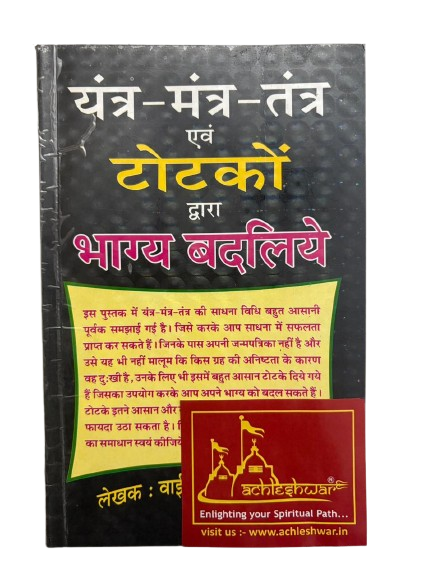 यंत्र-मंत्र-तंत्र
एवं
टोटकों
द्वारा
भाग्य बदलिये
इस पुस्तक में यंत्र-मंत्र-तंत्र की साधना विधि बहुत आसानी
पूर्वक समझाई गई है। जिसे करके आप साधना में सफलता
प्राप्त कर सकते हैं। जिनके पास अपनी जन्मपत्रिका नहीं है और
उसे यह भी नहीं मालूम कि किस ग्रह की अनिष्टता के कारण
वह दुःखी है, उनके लिए भी इसमें बहुत आसान टोटके दिये गये
हैं जिसका उपयोग करके आप अपने भाग्य को बदल सकते हैं।
टोटके इतने आसान और
फायदा उठा सकता है।
का समाधान स्वयं कीजिये
लेखक : वाई
achleshwar®
Enlighting your Spiritual Path...
visit us :- www.achleshwar.in